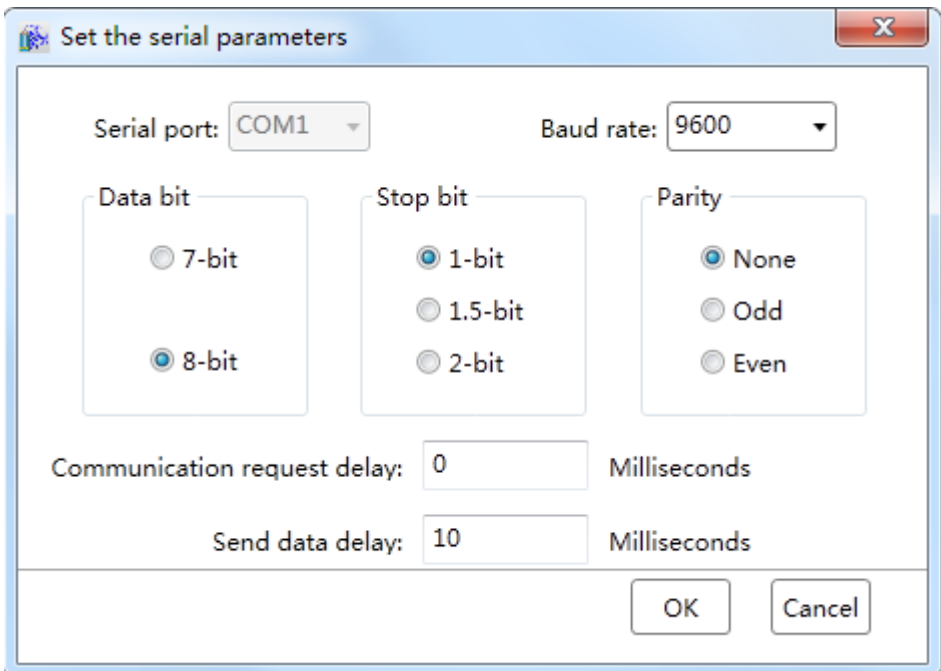 Set the serial parameters
Serial port: COM1 Baud rate: 9600
Data bit Stop bit Parity
7-bit 1-bit None
1.5-bit Odd
8-bit 2-bit Even
Communication request delay: 0 Milliseconds
Send data delay: 10 Milliseconds
OK Cancel